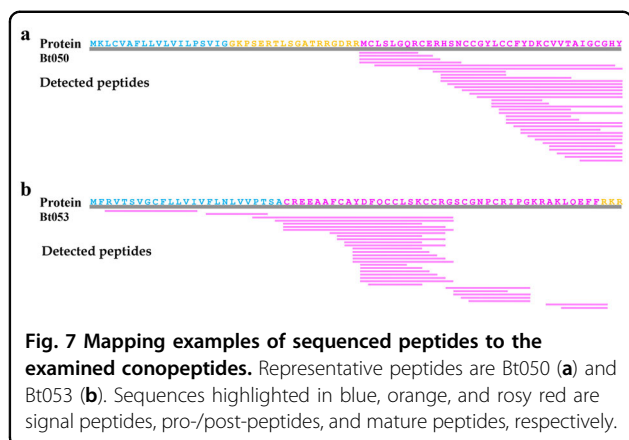 a
Protein MKLCVAFLLVLVILPSVIGGKPSERTLSGATRRGDRRMCLSLGQRCERHSNCCGYLCCFYDKCVVTAIGCGHY
Bt050
Detected peptides
b
Protein MFRVTSVGCFLLVIVFLNLVVPTSACREEAAFCAYDFQCCLSKCCRGSCGNPCRIPGKRAKLQEFFRKR
Bt053
Detected peptides
Fig. 7 Mapping examples of sequenced peptides to the
examined conopeptides. Representative peptides are Bt050 (a) and
Bt053 (b). Sequences highlighted in blue, orange, and rosy red are
signal peptides, pro-/post-peptides, and mature peptides, respectively.